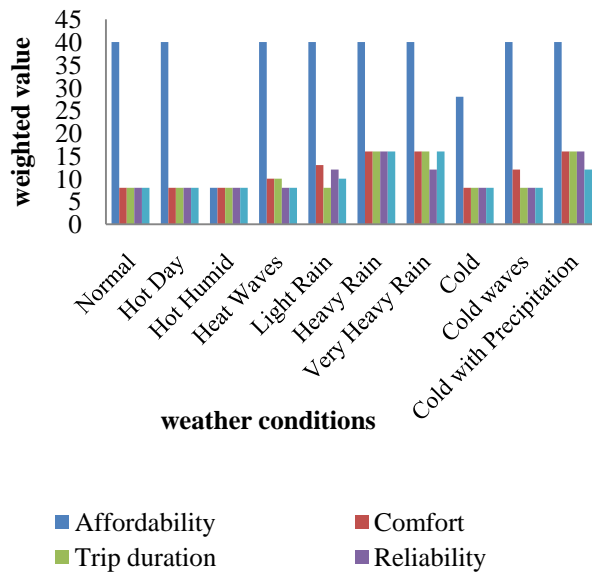 weighted value
45
40
35
30
25
20
15
10
5
0
Normal
Hot Day
Hot Humid
Heat Waves
Light Rain
Heavy Rain
Very Heavy Rain
Cold
Cold waves
Cold with Precipitation
weather conditions
Affordability
Comfort
Trip duration
Reliability